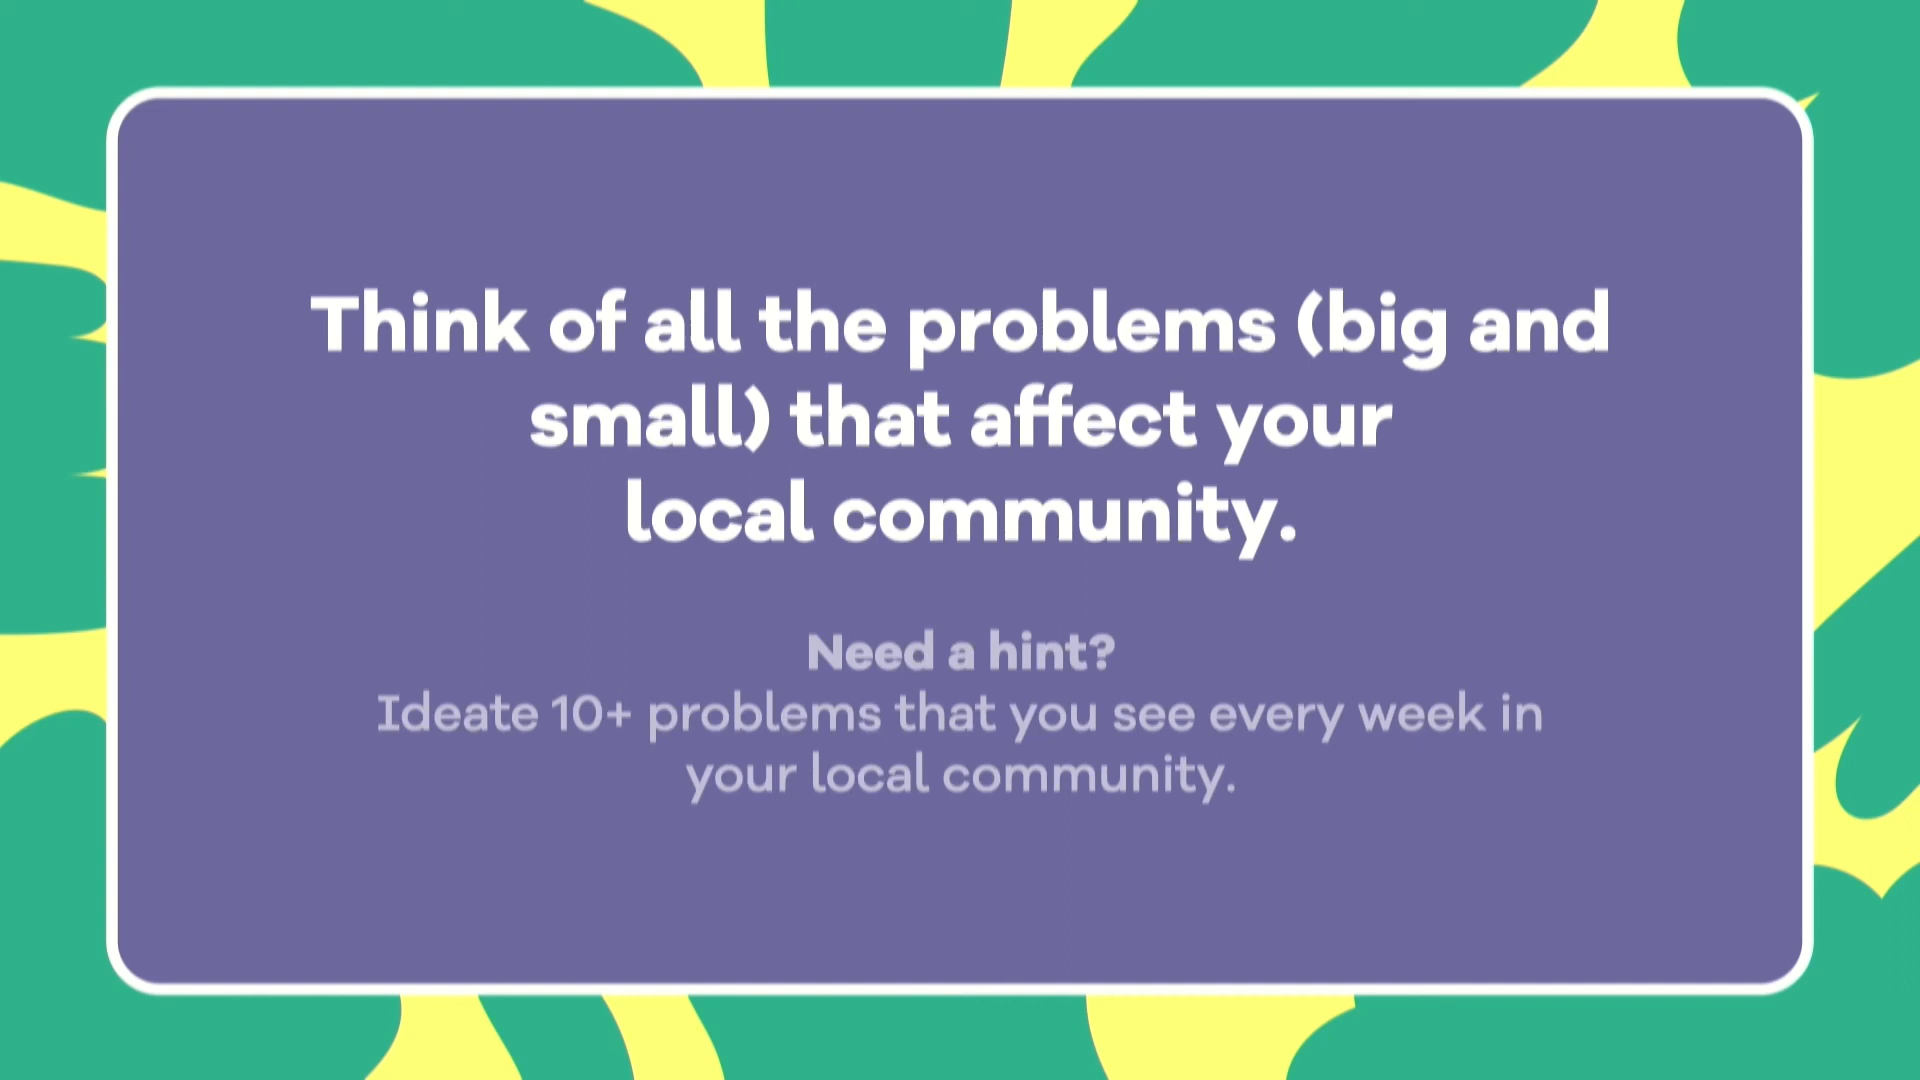 Think of all the problems (big and
small) that affect your
local community.
Need a hint?
Ideate 10+ problems that you see every week in
your local community.